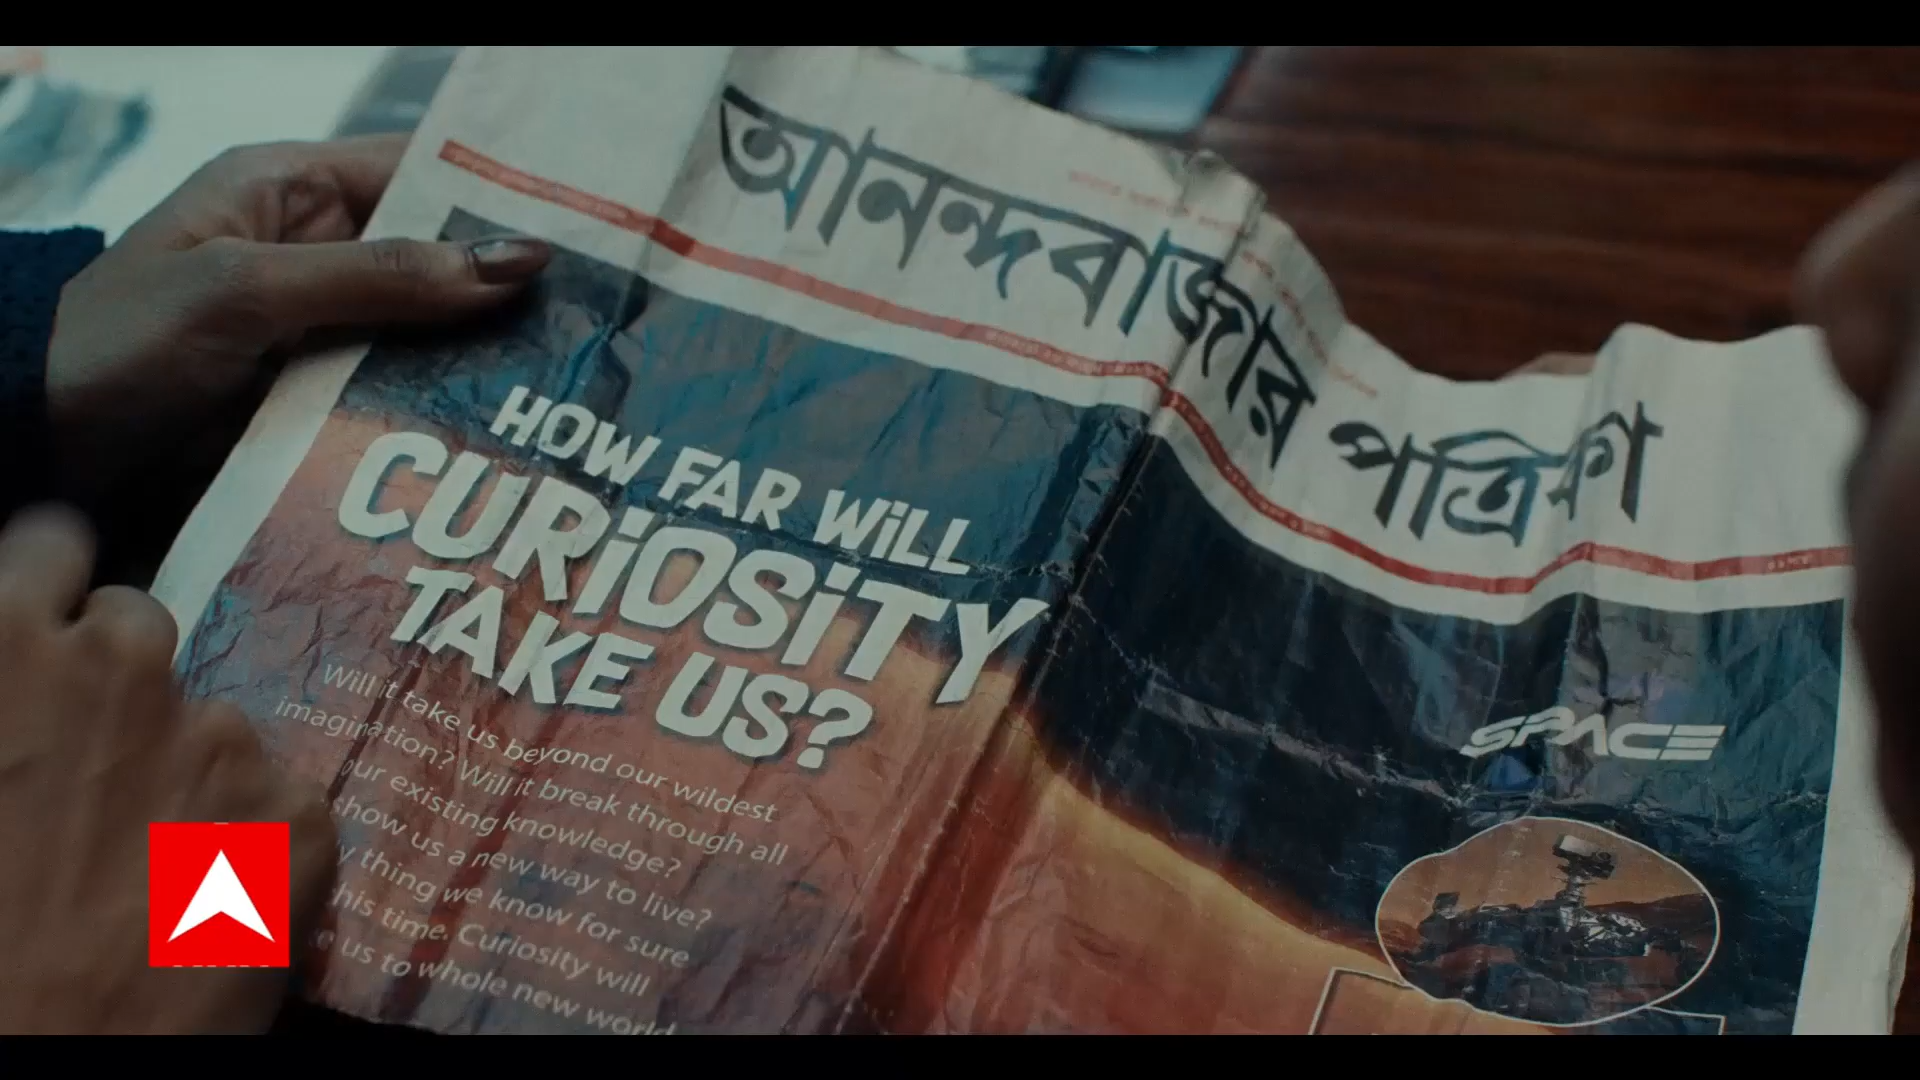 আনন্দবাজার পত্রিকা
HOW FAR WiLL
CURiOSiTY
TAKE US?
Will it take us beyond our wildest
imagination? Will it break through all
our existing knowledge?
show us a new way to live?
thing we know for sure
this time. Curiosity will
us to whole new world
SPACE